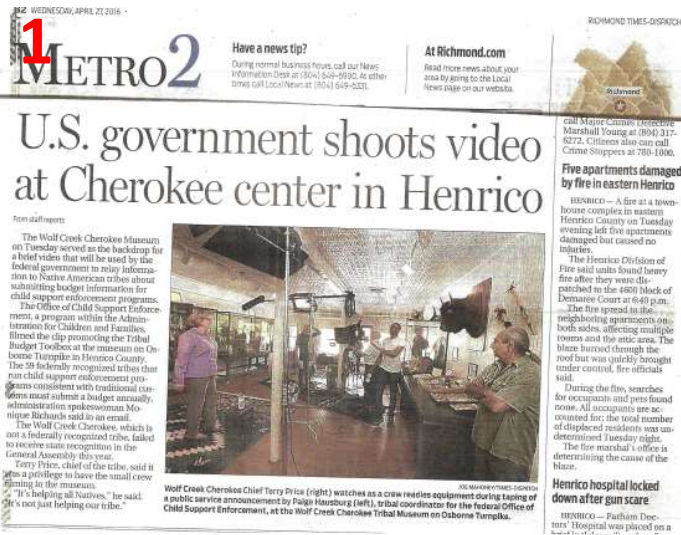 WEDNESDAY, APRIL 27, 2016
RICHMOND TIMES-DISPATCH
1
METRO2
Have a news tip?
During normal business hours, call our News
Information Desk at (804) 649-6990. At other
times call Local News at (804) 649-6331.
At Richmond.com
Read more news about your
area by going to the Local
News page on our website.
Richmond
U.S. government shoots video
at Cherokee center in Henrico
From staff reports
The Wolf Creek Cherokee Museum
on Tuesday served as the backdrop for
a brief video that will be used by the
federal government to relay informa-
tion to Native American tribes about
submitting budget information for
child support enforcement programs.
The Office of Child Support Enforce-
ment, a program within the Admin-
istration for Children and Families,
filmed the clip promoting the Tribal
Budget Toolbox at the museum on Os-
borne Turnpike in Henrico County.
The 59 federally recognized tribes that
run child support enforcement pro-
grams consistent with traditional cus-
toms must submit a budget annually,
administration spokeswoman Mo-
nique Richards said in an email.
The Wolf Creek Cherokee, which is
not a federally recognized tribe, failed
to receive state recognition in the
General Assembly this year.
Terry Price, chief of the tribe, said it
was a privilege to have the small crew
filming in the museum.
"It's helping all Natives," he said.
"It's not just helping our tribe."
JOE MAHONEY/TIMES-DISPATCH
Wolf Creek Cherokee Chief Terry Price (right) watches as a crew readies equipment during taping of
a public service announcement by Paige Hausburg (left), tribal coordinator for the federal Office of
Child Support Enforcement, at the Wolf Creek Cherokee Tribal Museum on Osborne Turnpike.
call Major Crimes Detective
Marshall Young at (804) 317-
6272. Citizens also can call
Crime Stoppers at 780-1000.
Five apartments damaged
by fire in eastern Henrico
HENRICO — A fire at a town-
house complex in eastern
Henrico County on Tuesday
evening left five apartments
damaged but caused no
injuries.
The Henrico Division of
Fire said units found heavy
fire after they were dis-
patched to the 4600 block of
Demaree Court at 6:40 p.m.
The fire spread to the
neighboring apartments on
both sides, affecting multiple
rooms and the attic area. The
blaze burned through the
roof but was quickly brought
under control, fire officials
said.
During the fire, searches
for occupants and pets found
none. All occupants are ac-
counted for; the total number
of displaced residents was un-
determined Tuesday night.
The fire marshal's office is
determining the cause of the
blaze.
Henrico hospital locked
down after gun scare
HENRICO — Parham Doc-
tors' Hospital was placed on a